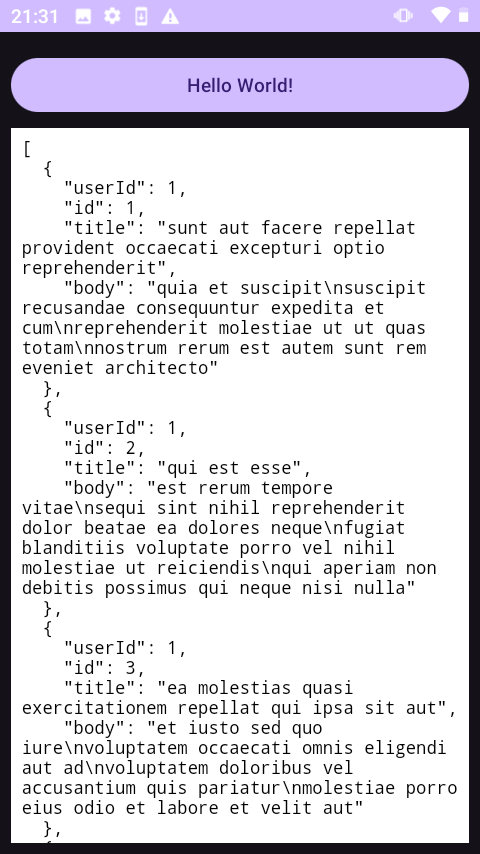 21:31
Hello World!
[
  {
    "userId": 1,
    "id": 1,
    "title": "sunt aut facere repellat
provident occaecati excepturi optio
reprehenderit",
    "body": "quia et suscipit\nsuscipit
recusandae consequuntur expedita et
cum\nreprehenderit molestiae ut ut quas
totam\nnostrum rerum est autem sunt rem
eveniet architecto"
  },
  {
    "userId": 1,
    "id": 2,
    "title": "qui est esse",
    "body": "est rerum tempore
vitae\nsequi sint nihil reprehenderit
dolor beatae ea dolores neque\nfugiat
blanditiis voluptate porro vel nihil
molestiae ut reiciendis\nqui aperiam non
debitis possimus qui neque nisi nulla"
  },
  {
    "userId": 1,
    "id": 3,
    "title": "ea molestias quasi
exercitationem repellat qui ipsa sit aut",
    "body": "et iusto sed quo
iure\nvoluptatem occaecati omnis eligendi
aut ad\nvoluptatem doloribus vel
accusantium quis pariatur\nmolestiae porro
eius odio et labore et velit aut"
  },